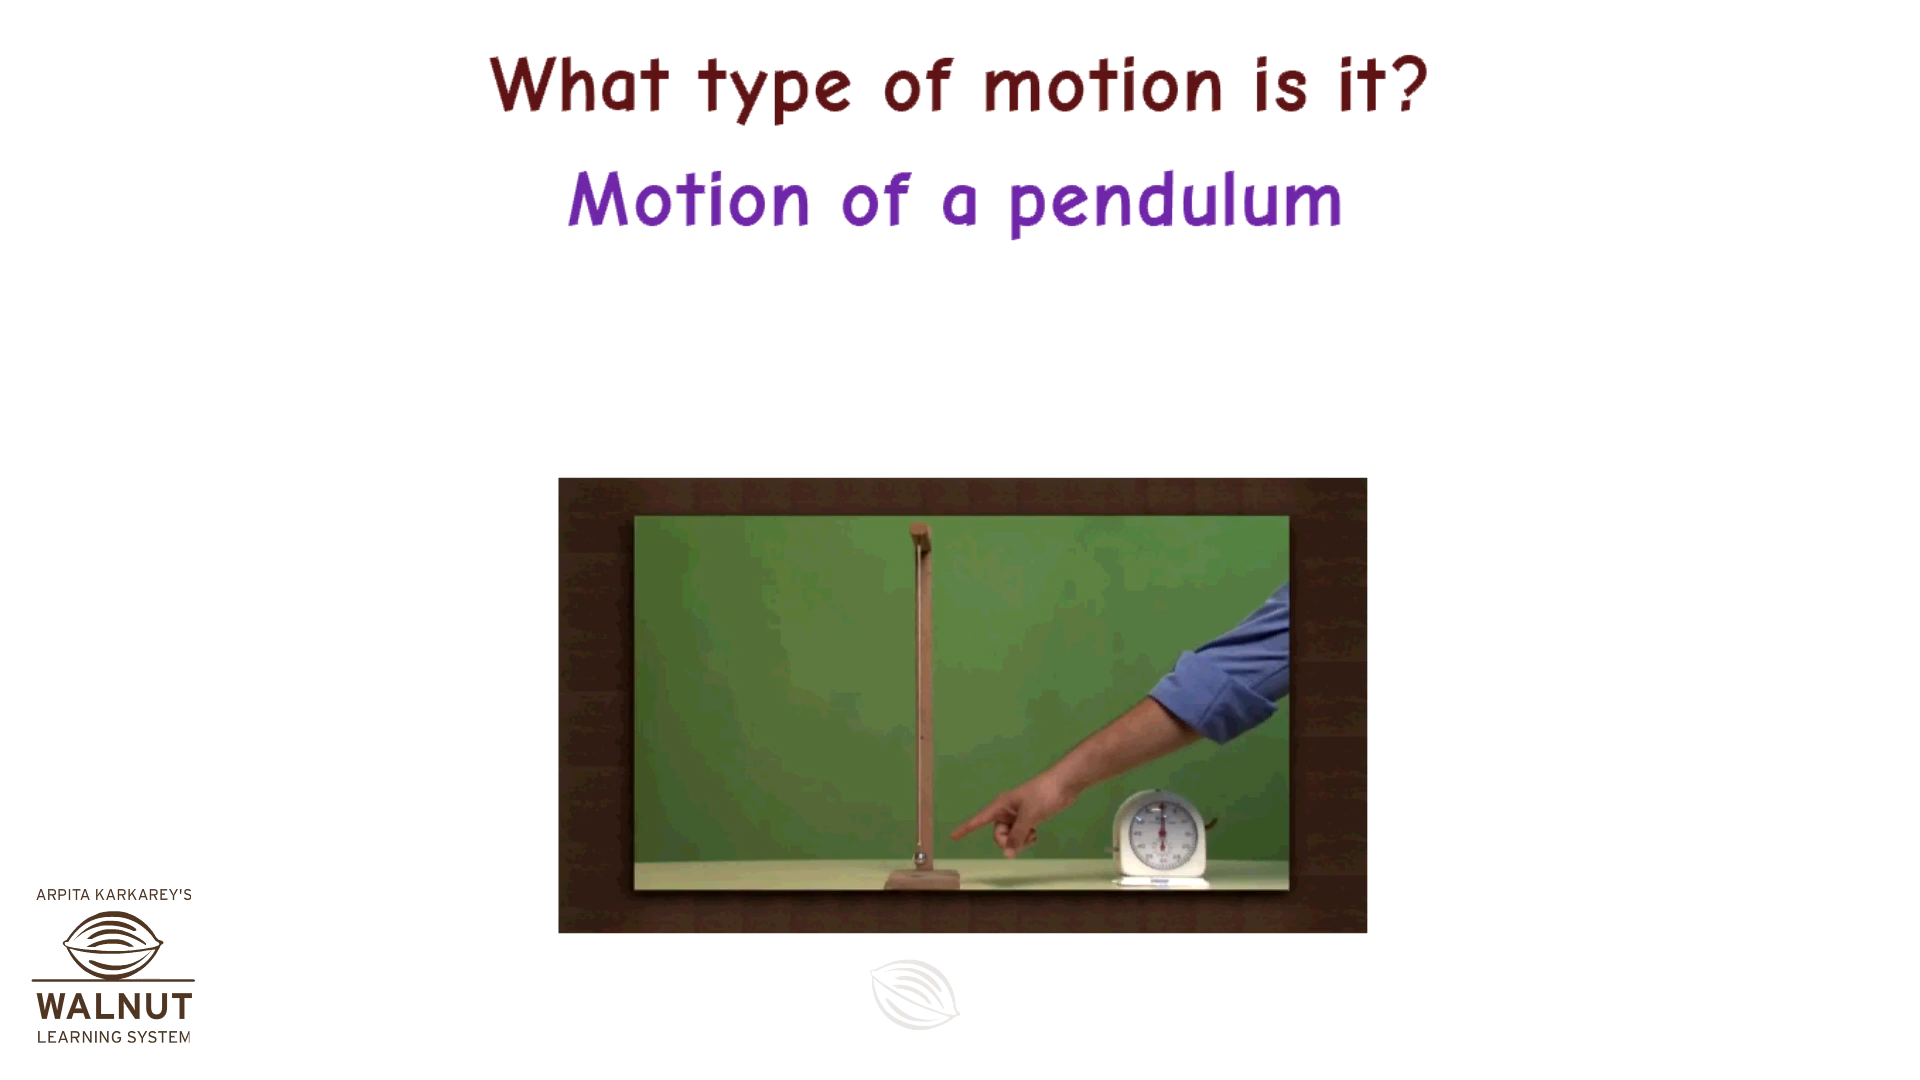 What type of motion is it?
Motion of a pendulum
ARPITA KARKAREY'S
WALNUT
LEARNING SYSTEM